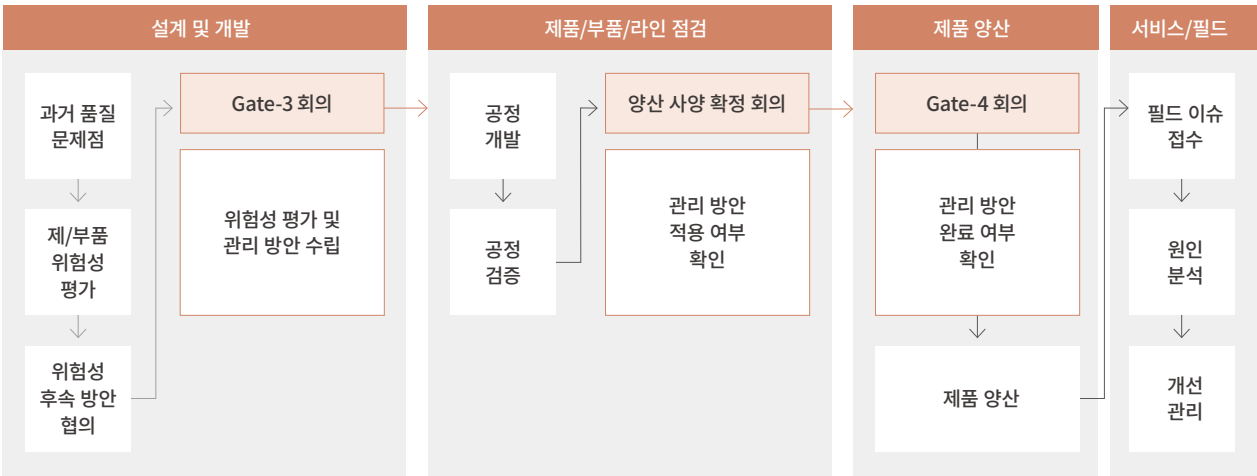 설계 및 개발
과거 품질
문제점
제/부품
위험성
평가
위험성
후속 방안
협의
Gate-3 회의
위험성 평가 및
관리 방안 수립
제품/부품/라인 점검
공정
개발
공정
검증
양산 사양 확정 회의
관리 방안
적용 여부
확인
제품 양산
Gate-4 회의
관리 방안
완료 여부
확인
제품 양산
서비스/필드
필드 이슈
접수
원인
분석
개선
관리